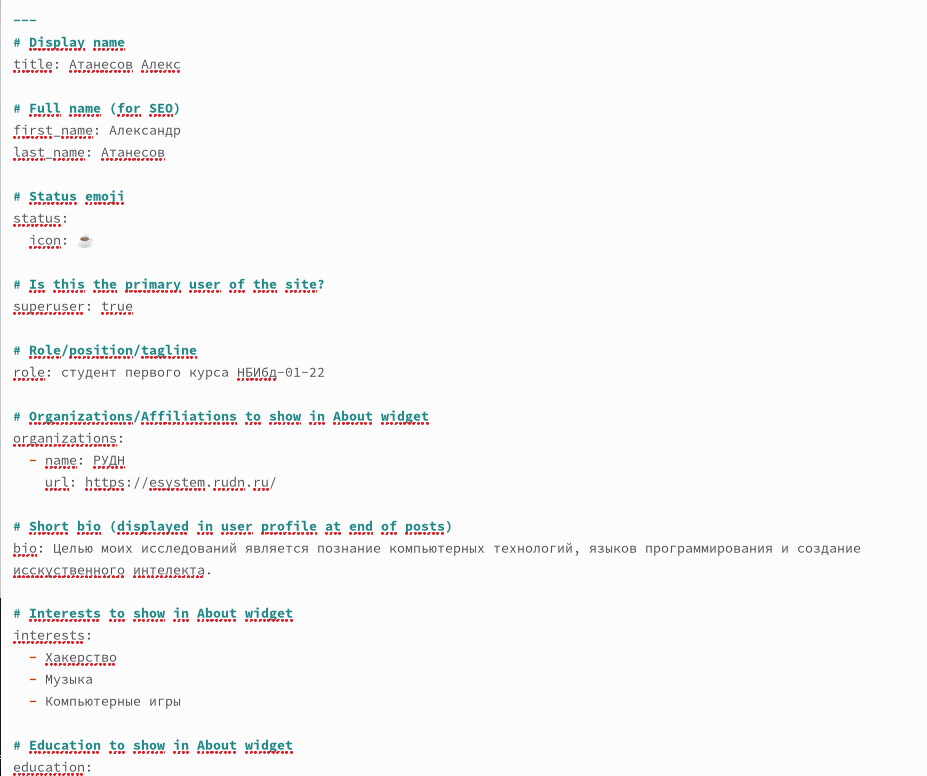 ---
# Display name
title: Атанесов Алекс
# Full name (for SEO)
first_name: Александр
last_name: Атанесов
# Status emoji
status:
icon: ☕
# Is this the primary user of the site?
superuser: true
# Role/position/tagline
role: студент первого курса НБИбд-01-22
# Organizations/Affiliations to show in About widget
organizations:
- name: РУДН
url: https://esystem.rudn.ru/
# Short bio (displayed in user profile at end of posts)
bio: Целью моих исследований является познание компьютерных технологий, языков программирования и создание
исскуственного интелекта.
# Interests to show in About widget
interests:
- Хакерство
- Музыка
- Компьютерные игры
# Education to show in About widget
education: